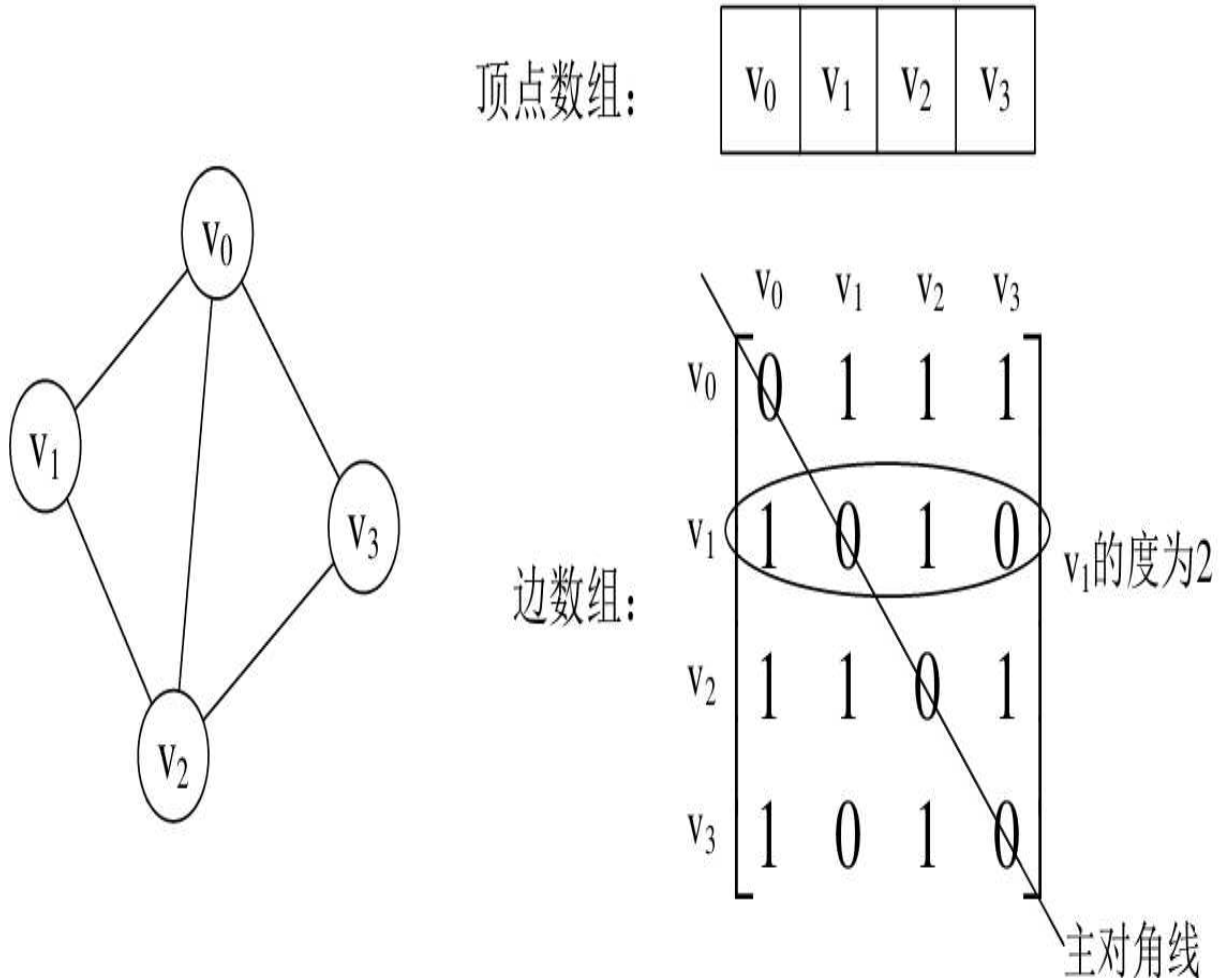 顶点数组：
v₀ v₁ v₂ v₃
v₀
v₁
v₃
v₂
边数组：
v₀ v₁ v₂ v₃
v₀ 0 1 1 1
v₁ 1 0 1 0
v₁的度为2
v₂ 1 1 0 1
v₃ 1 0 1 0
主对角线